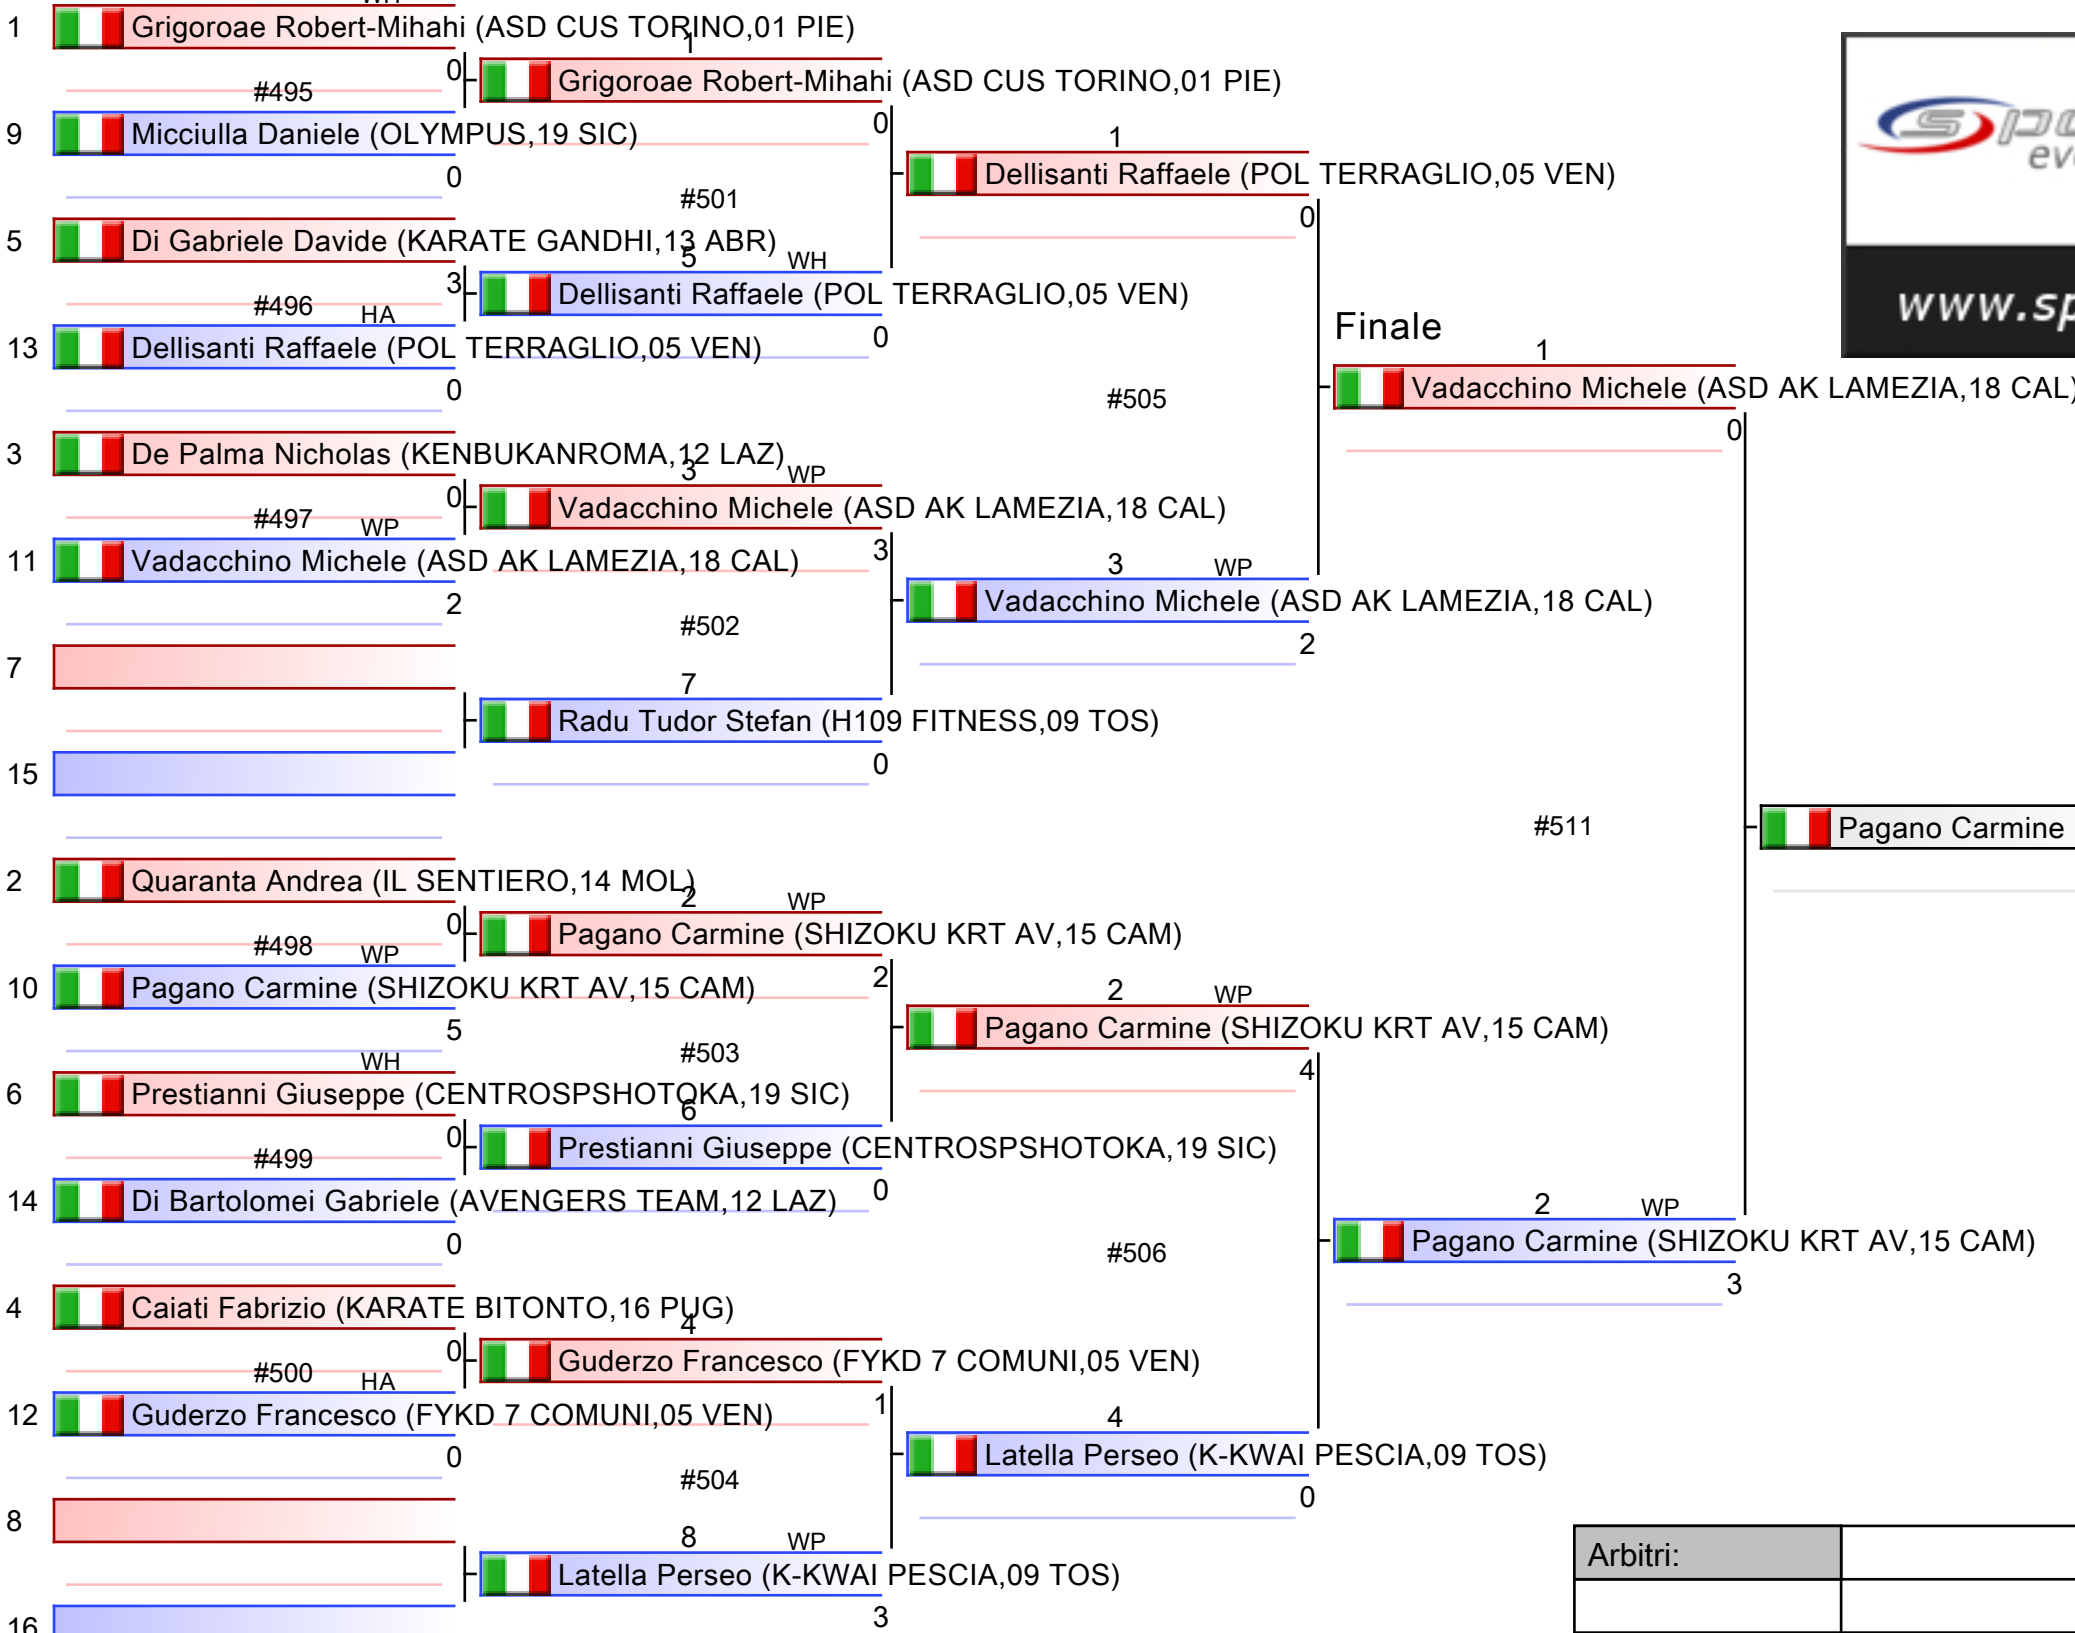 1 Grigoroae Robert-Mihahi (ASD CUS TORINO,01 PIE)
0
#495
9 Micciulla Daniele (OLYMPUS,19 SIC)
0
5 Di Gabriele Davide (KARATE GANDHI,13 ABR)
3
#496 HA
13 Dellisanti Raffaele (POL TERRAGLIO,05 VEN)
0
3 De Palma Nicholas (KENBUKANROMA,12 LAZ)
0
#497 WP
11 Vadacchino Michele (ASD AK LAMEZIA,18 CAL)
2
7
15
2 Quaranta Andrea (IL SENTIERO,14 MOL)
0
#498 WP
10 Pagano Carmine (SHIZOKU KRT AV,15 CAM)
5
WH
6 Prestianni Giuseppe (CENTROSPSHOTOKA,19 SIC)
0
#499
14 Di Bartolomei Gabriele (AVENGERS TEAM,12 LAZ)
0
4 Caiati Fabrizio (KARATE BITONTO,16 PUG)
0
#500 HA
12 Guderzo Francesco (FYKD 7 COMUNI,05 VEN)
0
8
16
1
Grigoroae Robert-Mihahi (ASD CUS TORINO,01 PIE)
0
#501
5 WH
Dellisanti Raffaele (POL TERRAGLIO,05 VEN)
0
3 WP
Vadacchino Michele (ASD AK LAMEZIA,18 CAL)
3
#502
7
Radu Tudor Stefan (H109 FITNESS,09 TOS)
0
2 WP
Pagano Carmine (SHIZOKU KRT AV,15 CAM)
2
#503
6
Prestianni Giuseppe (CENTROSPSHOTOKA,19 SIC)
0
4
Guderzo Francesco (FYKD 7 COMUNI,05 VEN)
1
#504
8 WP
Latella Perseo (K-KWAI PESCIA,09 TOS)
3
1
Dellisanti Raffaele (POL TERRAGLIO,05 VEN)
0
#505
3 WP
Vadacchino Michele (ASD AK LAMEZIA,18 CAL)
2
2 WP
Pagano Carmine (SHIZOKU KRT AV,15 CAM)
4
#506
4
Latella Perseo (K-KWAI PESCIA,09 TOS)
0
Finale
1
Vadacchino Michele (ASD AK LAMEZIA,18 CAL)
0
#511
2 WP
Pagano Carmine (SHIZOKU KRT AV,15 CAM)
3
Pagano Carmine
www.sp
Arbitri: